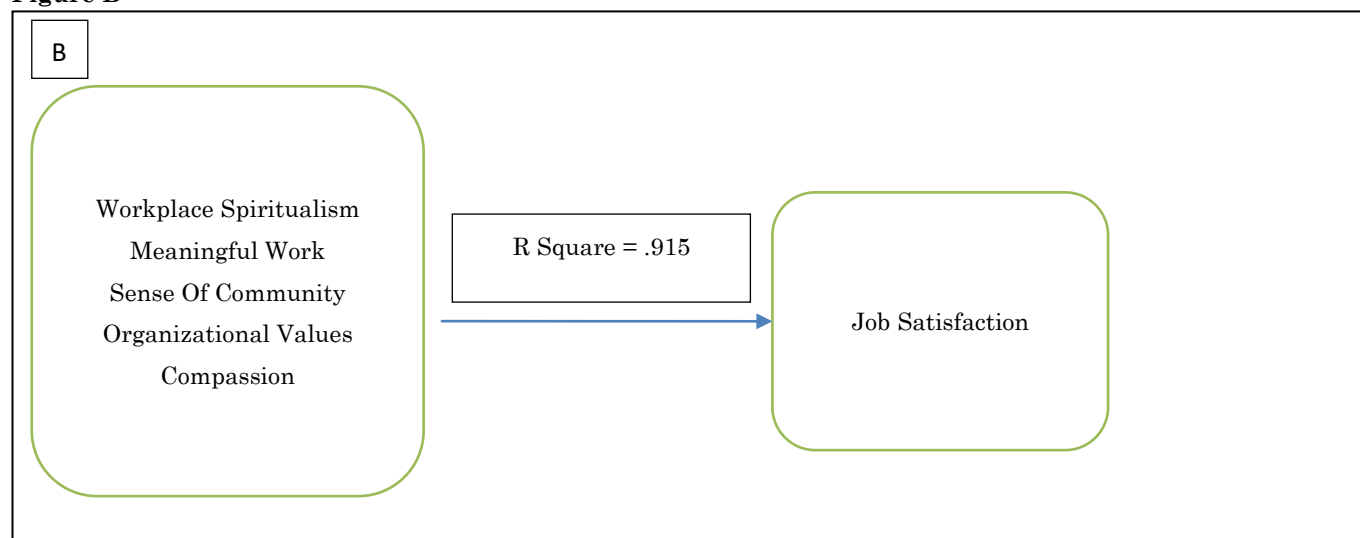 B
Workplace Spiritualism
Meaningful Work
Sense Of Community
Organizational Values
Compassion
R Square = .915
Job Satisfaction